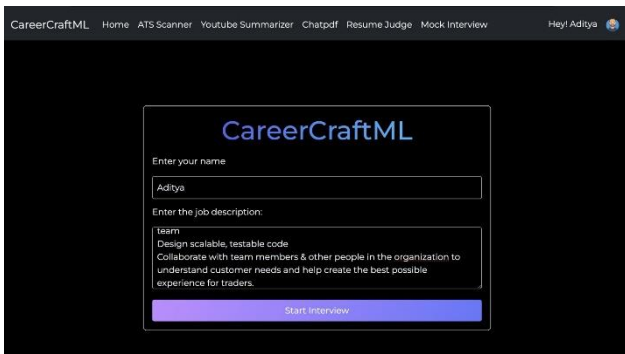 CareerCraftML Home ATS Scanner Youtube Summarizer Chatpdf Resume Judge Mock Interview Hey! Aditya
CareerCraftML
Enter your name
Aditya
Enter the job description:
team
Design scalable, testable code
Collaborate with team members & other people in the organization to
understand customer needs and help create the best possible
experience for traders.
Start Interview